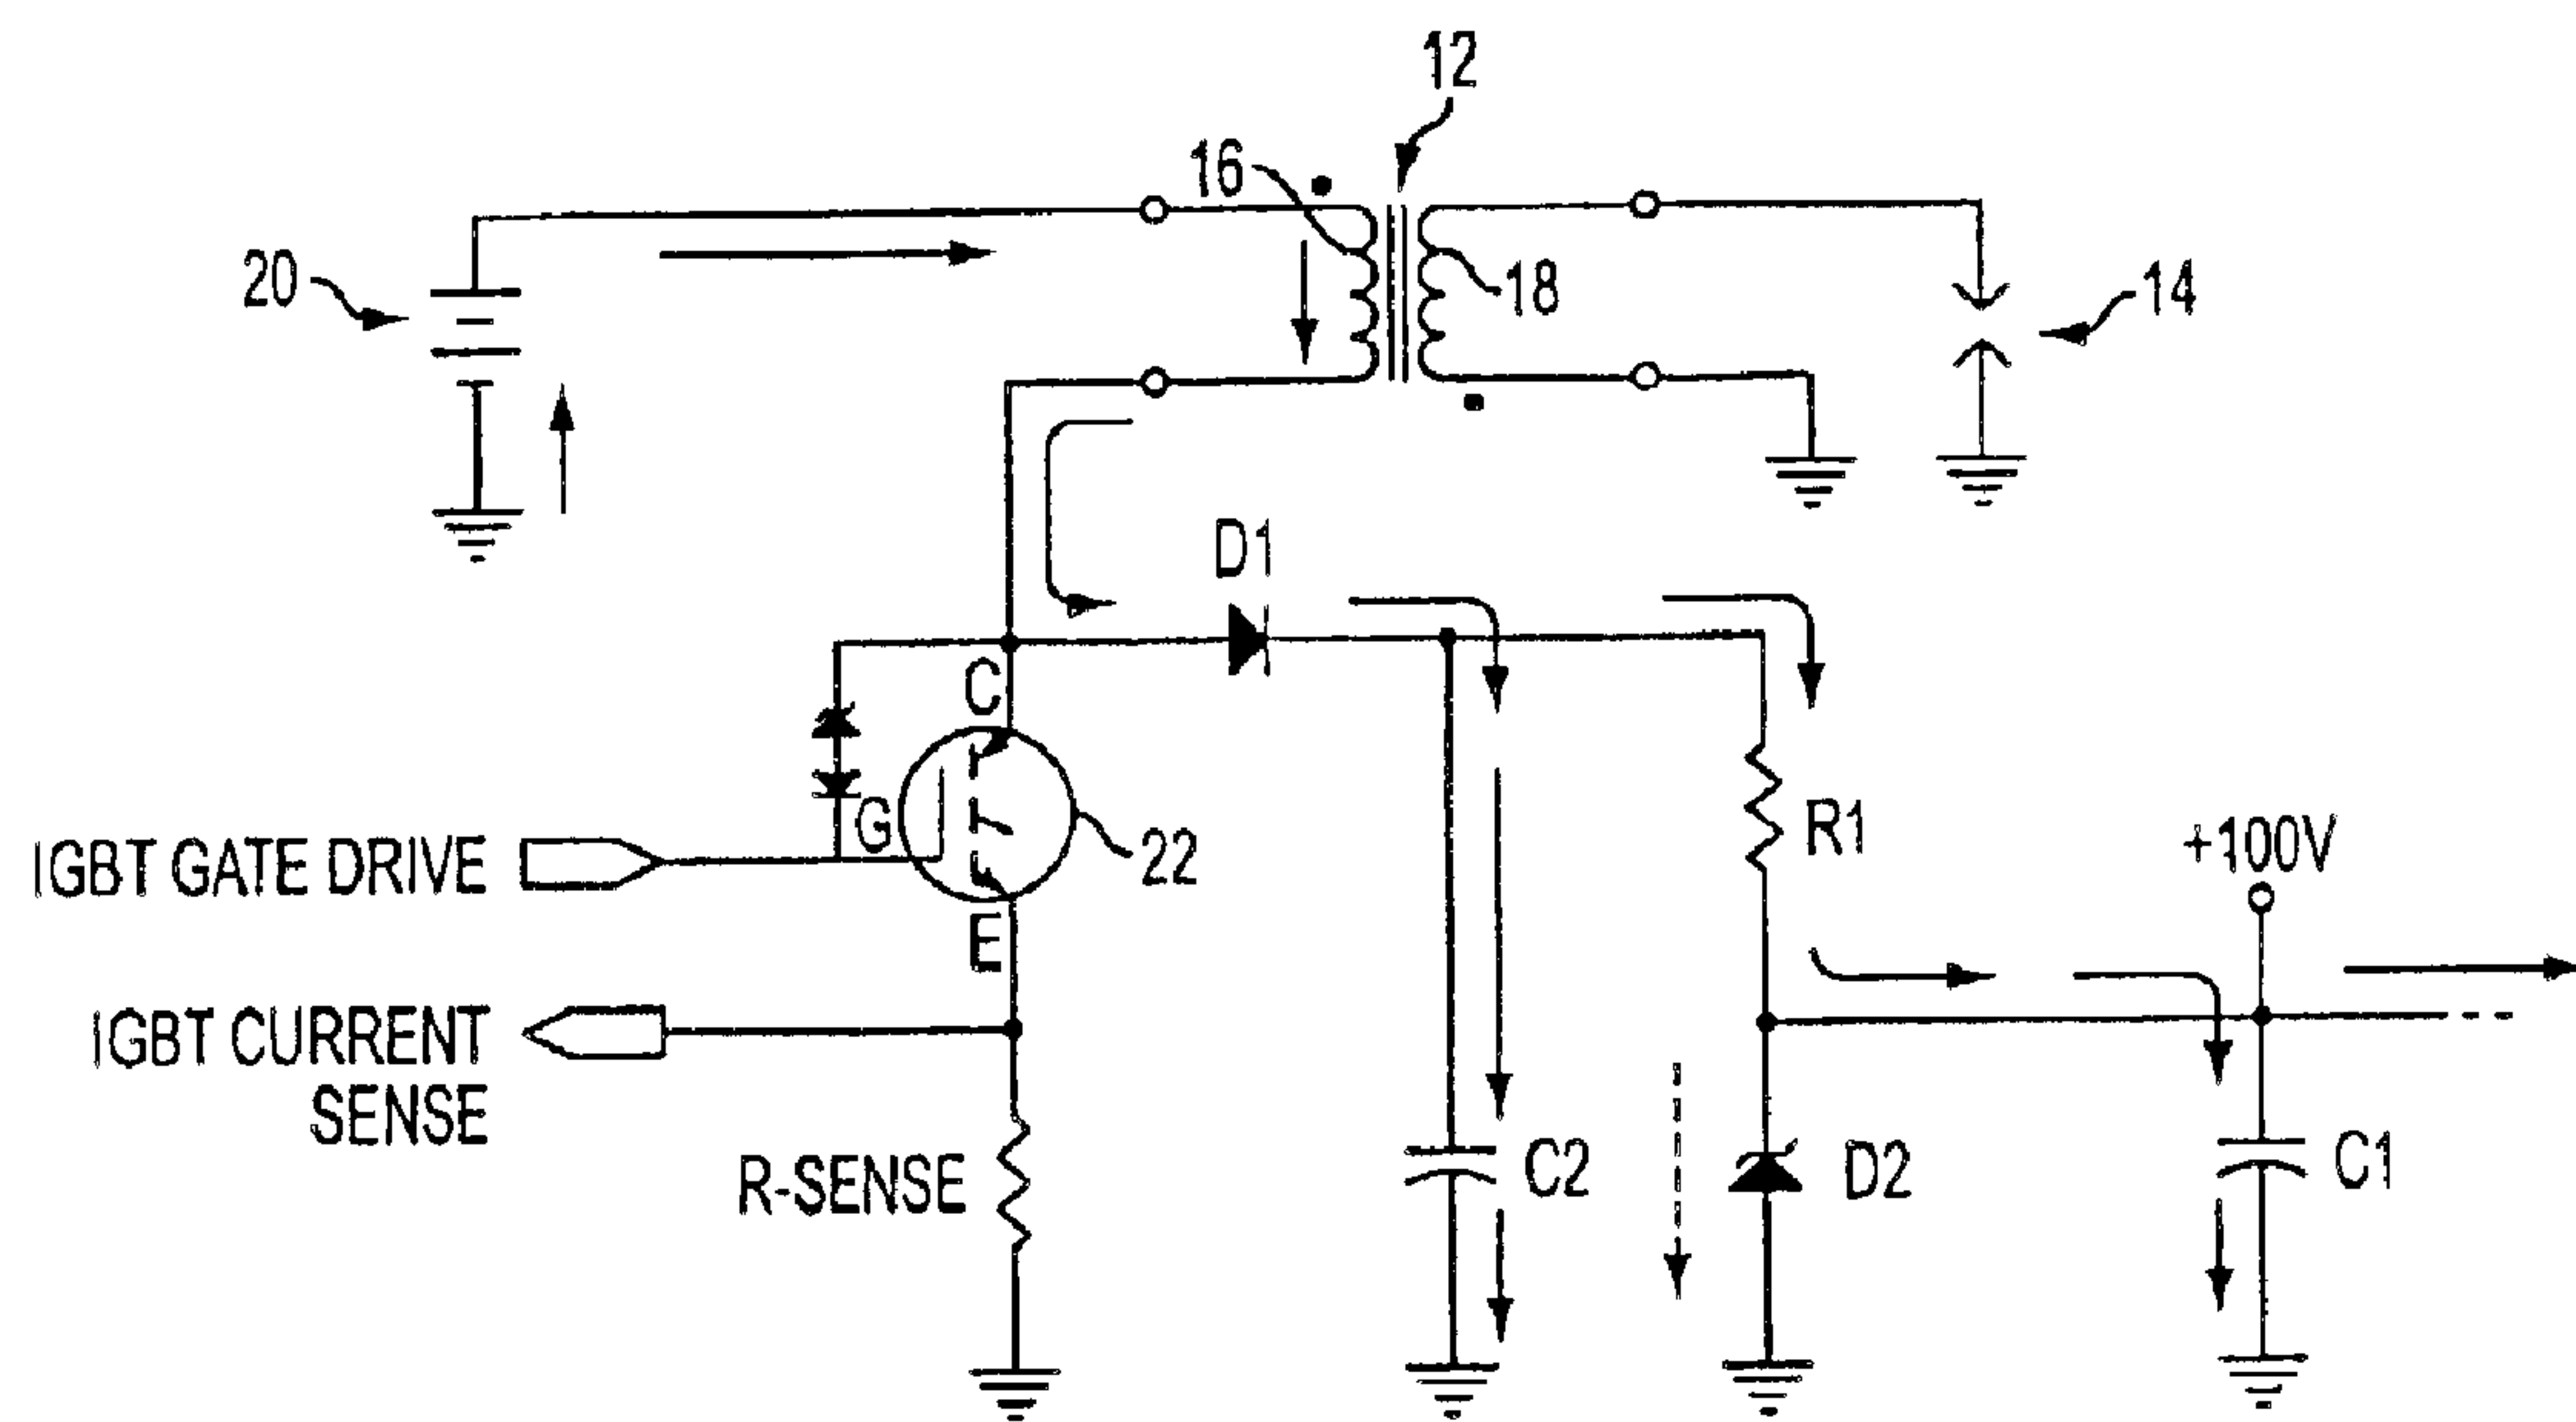 12
16
20
18
14
D1
C
G
22
R1
+100V
IGBT GATE DRIVE
E
IGBT CURRENT
SENSE
R-SENSE
C2
D2
C1